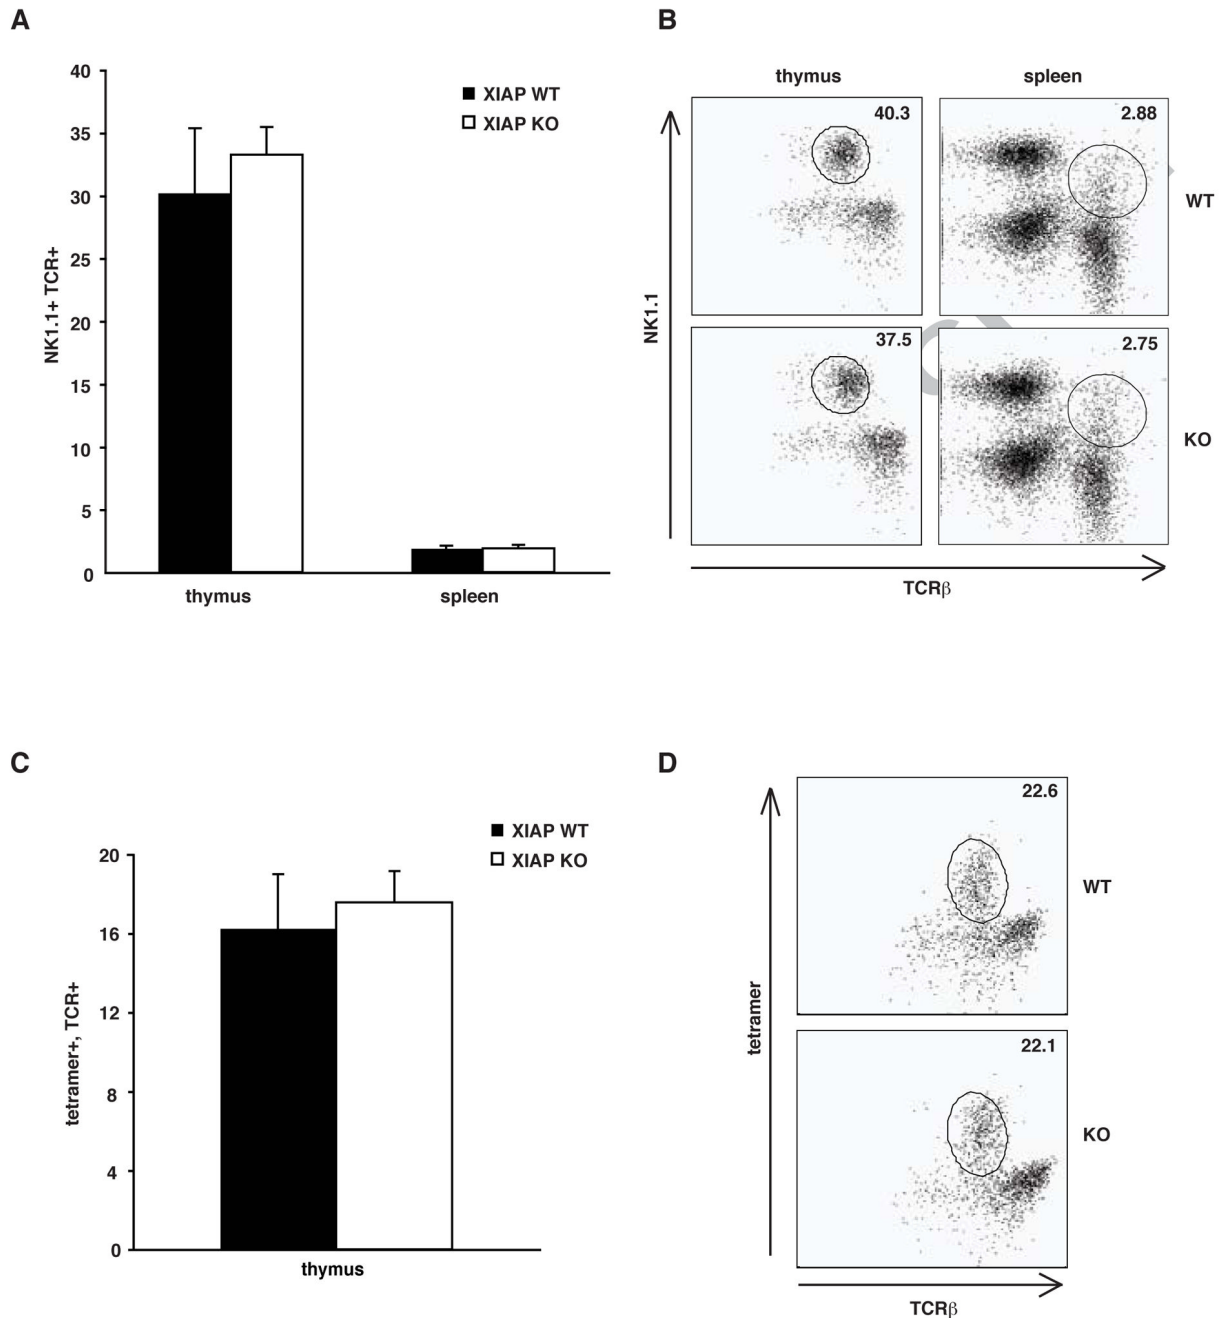 A
40
35
30
25
20
15
10
5
0
NK1.1+ TCR+
XIAP WT
XIAP KO
thymus
spleen
B
thymus
spleen
40.3
2.88
WT
37.5
2.75
KO
NK1.1
TCRβ
C
20
16
12
8
4
0
tetramer+, TCR+
XIAP WT
XIAP KO
thymus
D
22.6
WT
22.1
KO
tetramer
TCRβ